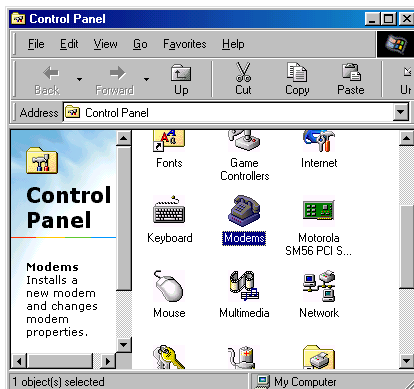 Control Panel
File Edit View Go Favorites Help
Back Forward Up Cut Copy Paste Ur
Address Control Panel
Control
Panel
Modems
Installs a
new modem
and changes
modem
properties.
Fonts
Game
Controllers
Internet
Keyboard
Modems
Motorola
SM56 PCI S...
Mouse
Multimedia
Network
1 object(s) selected
My Computer